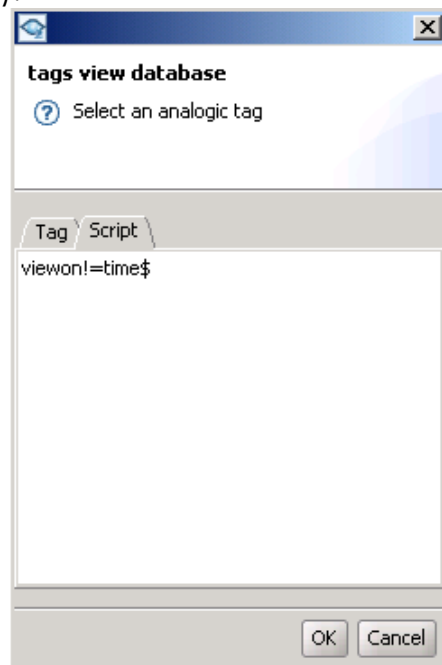 ).
tags view database
Select an analogic tag
Tag Script
viewon!=time$
OK Cancel